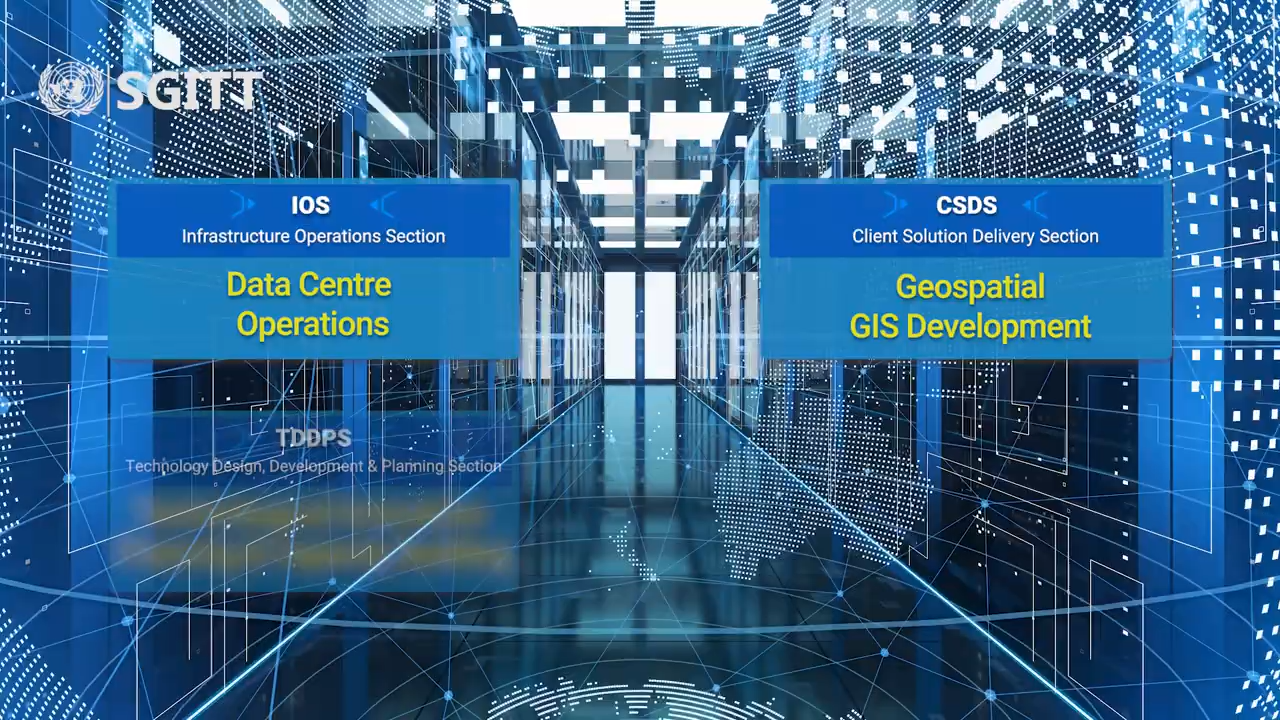 SGITT
IOS
Infrastructure Operations Section
Data Centre
Operations
CSDS
Client Solution Delivery Section
Geospatial
GIS Development
TDDPS
Technology Design, Development & Planning Section